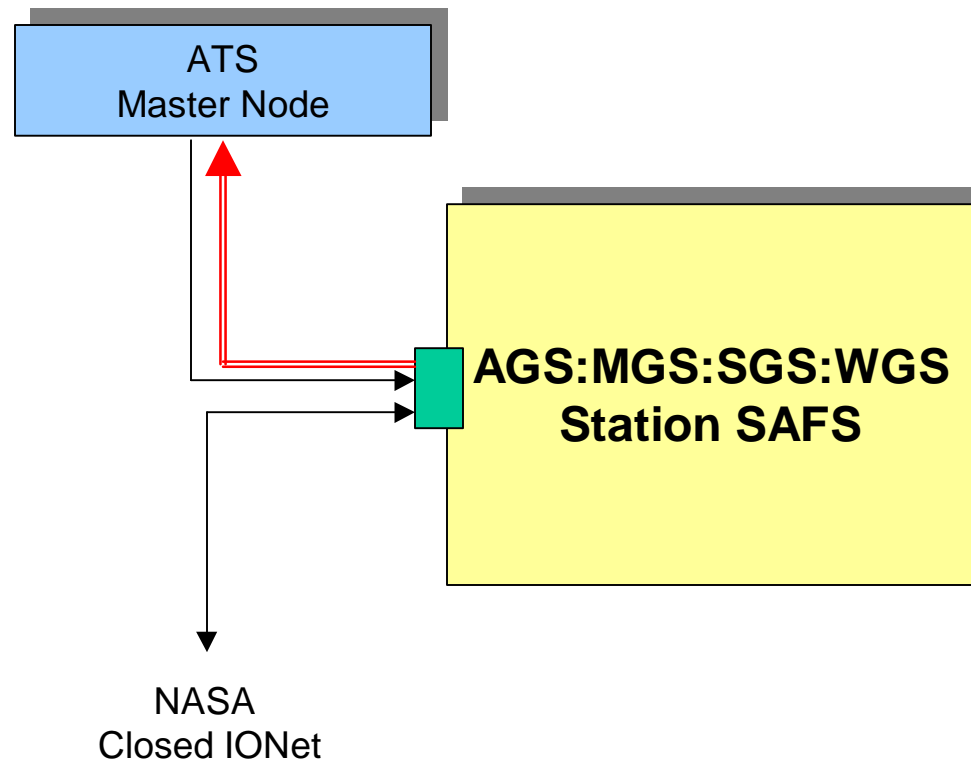 ATS
Master Node
AGS:MGS:SGS:WGS
Station SAFS
NASA
Closed IONet